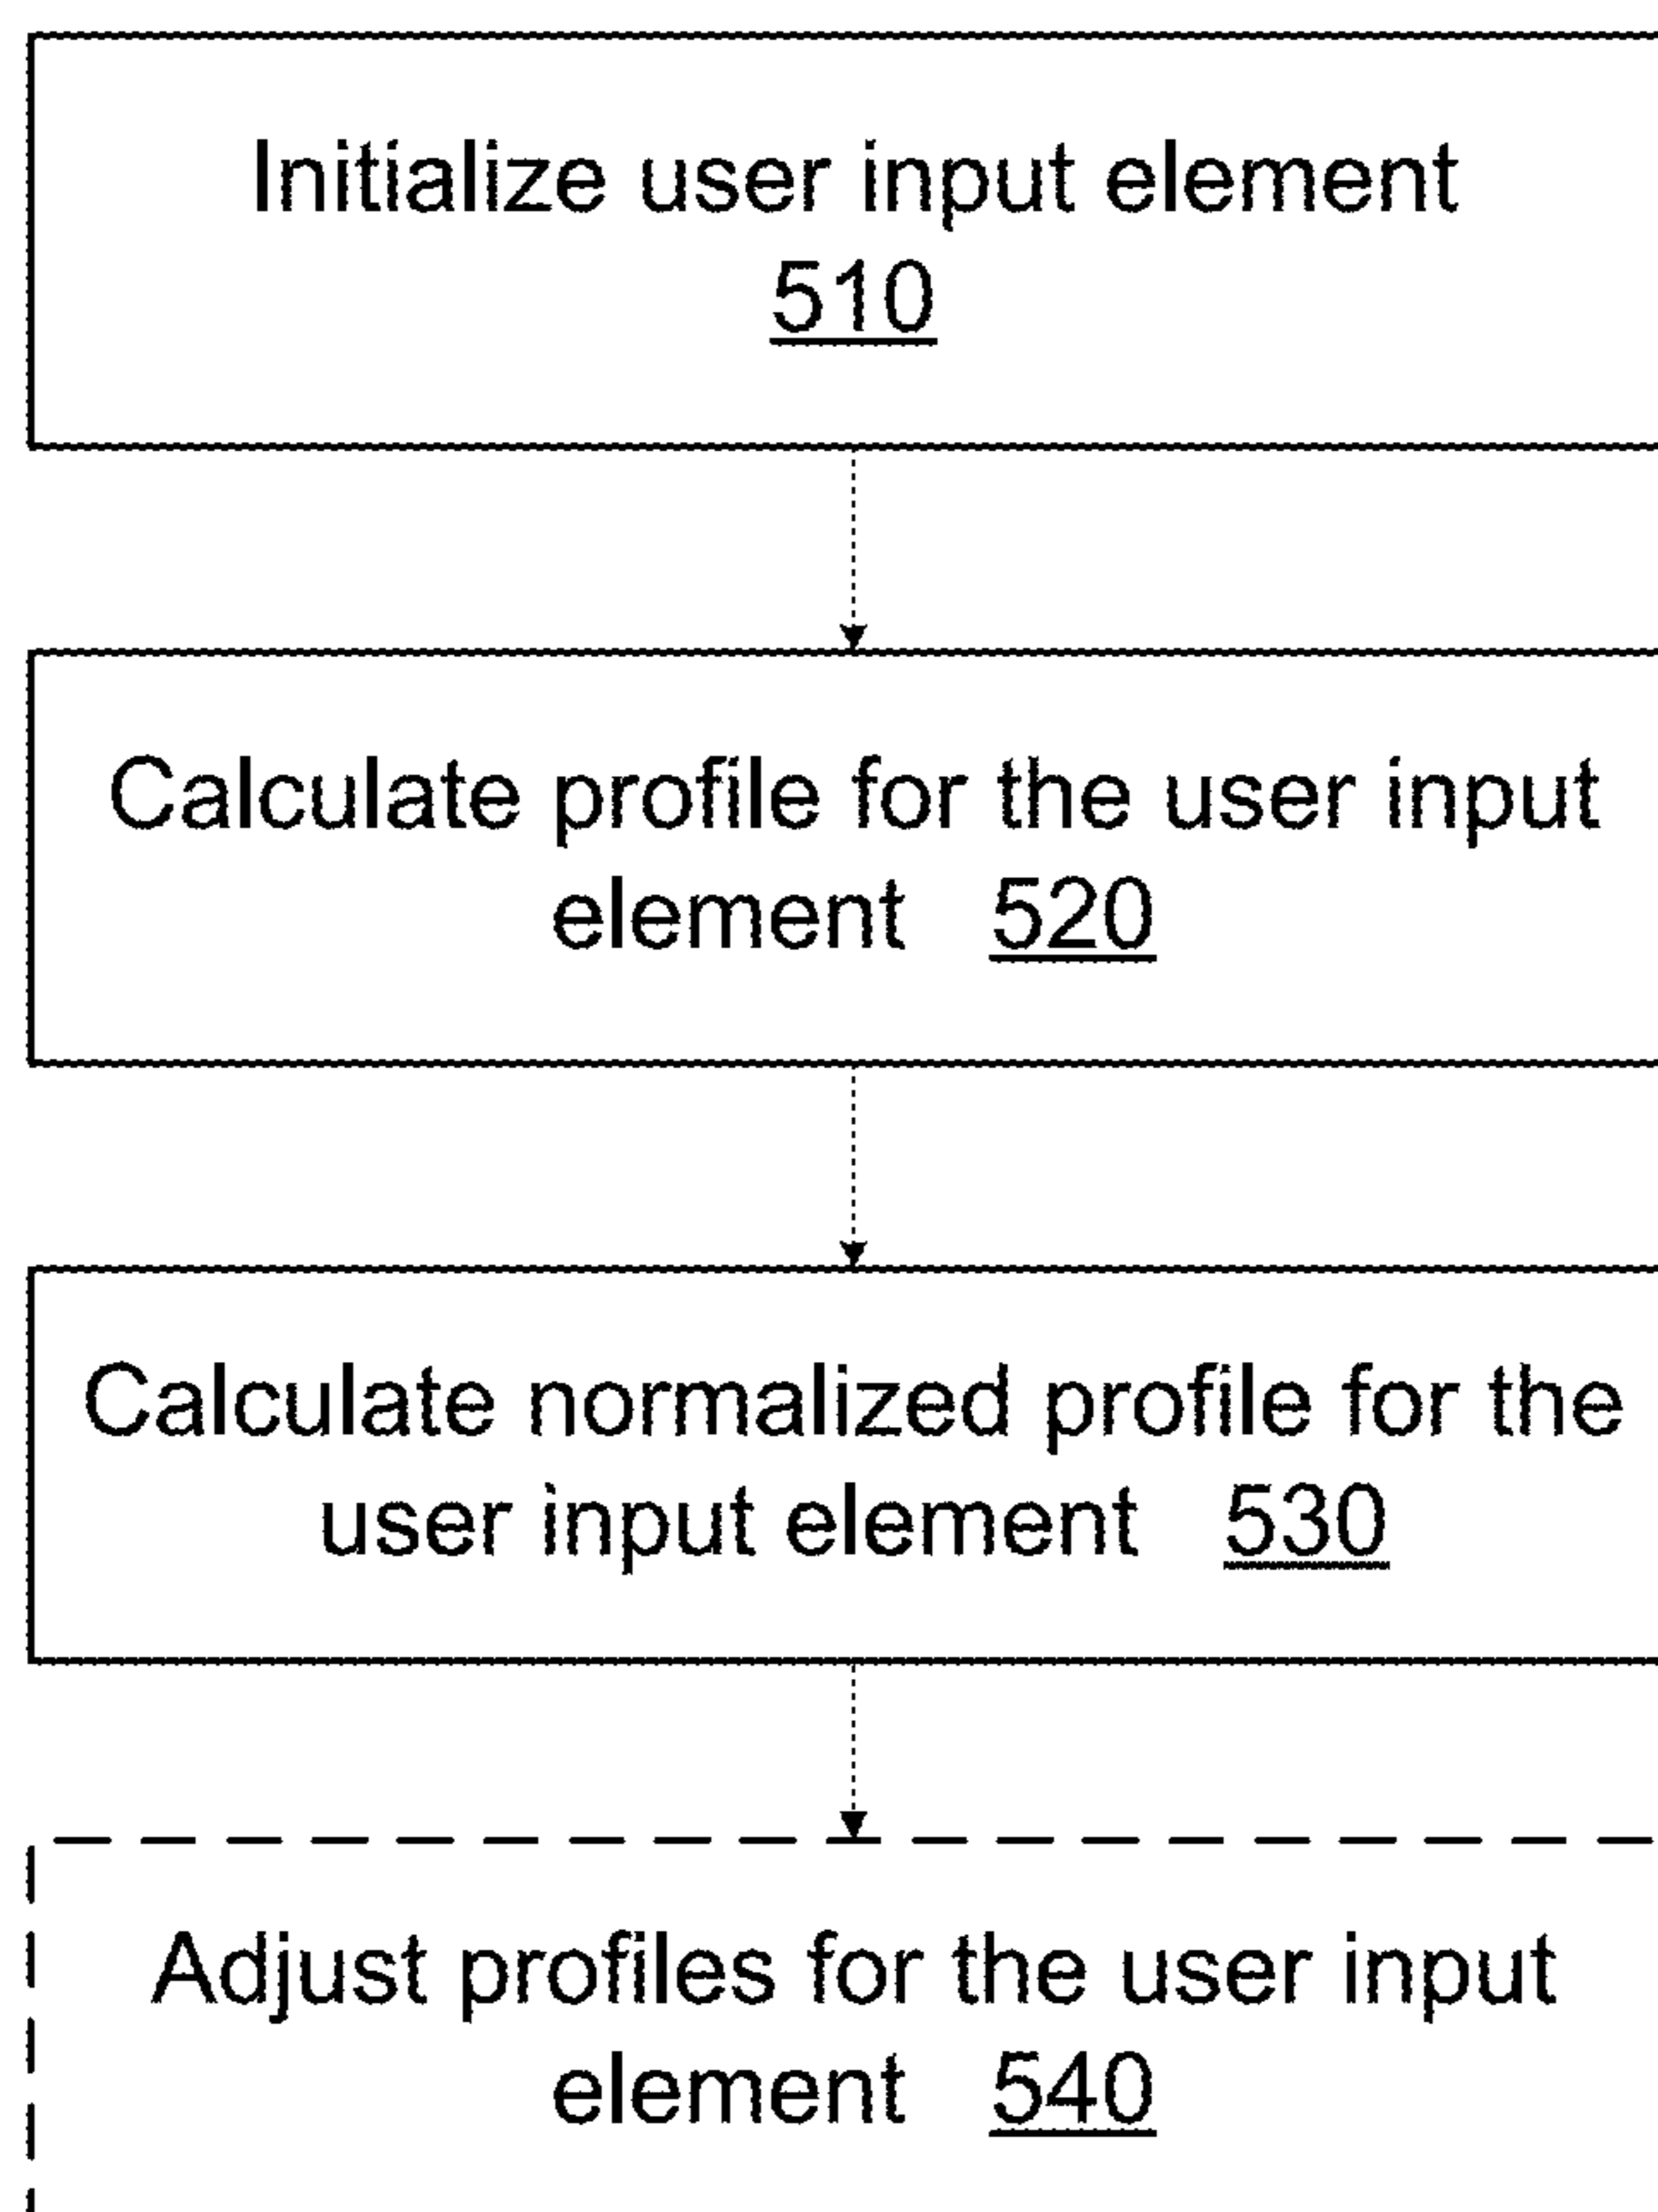 Initialize user input element
510
Calculate profile for the user input
element 520
Calculate normalized profile for the
user input element 530
Adjust profiles for the user input
element 540